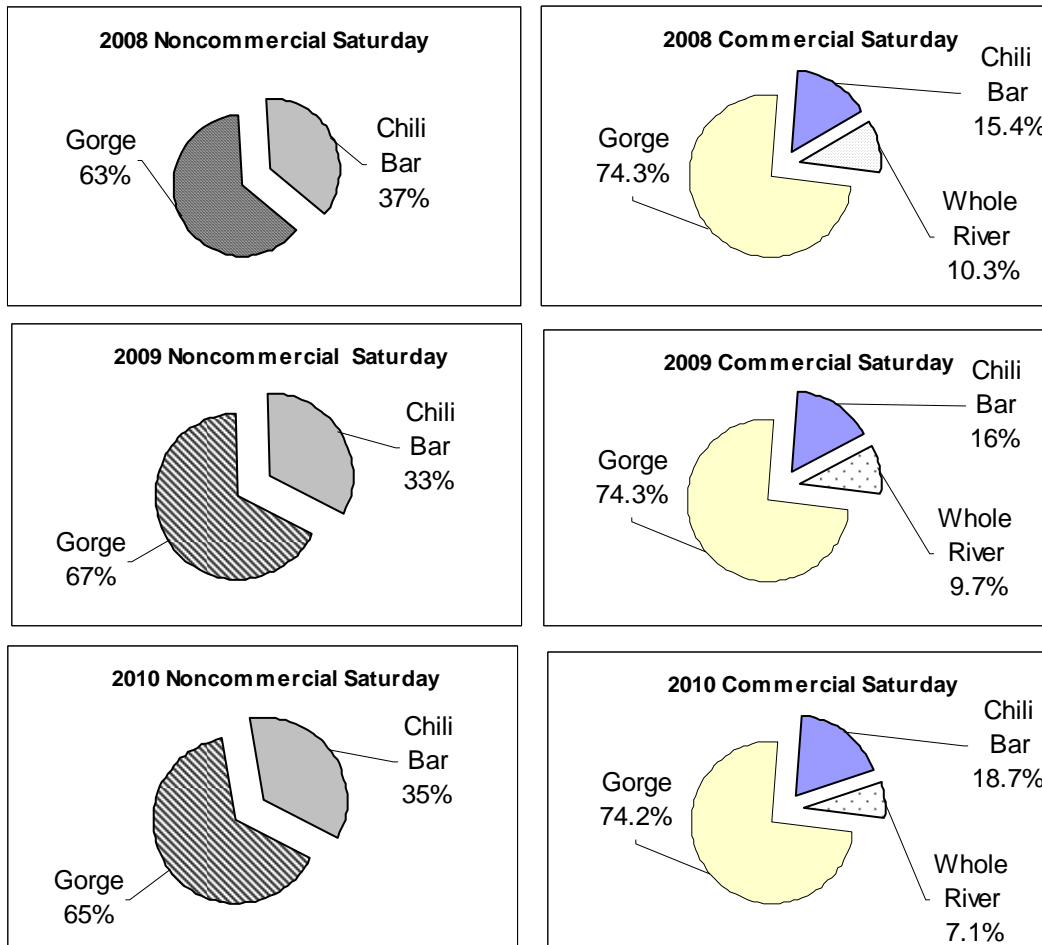 2008 Noncommercial Saturday
Gorge
63%
Chili
Bar
37%
2008 Commercial Saturday
Gorge
74.3%
Chili
Bar
15.4%
Whole
River
10.3%
2009 Noncommercial Saturday
Gorge
67%
Chili
Bar
33%
2009 Commercial Saturday
Gorge
74.3%
Chili
Bar
16%
Whole
River
9.7%
2010 Noncommercial Saturday
Gorge
65%
Chili
Bar
35%
2010 Commercial Saturday
Gorge
74.2%
Chili
Bar
18.7%
Whole
River
7.1%